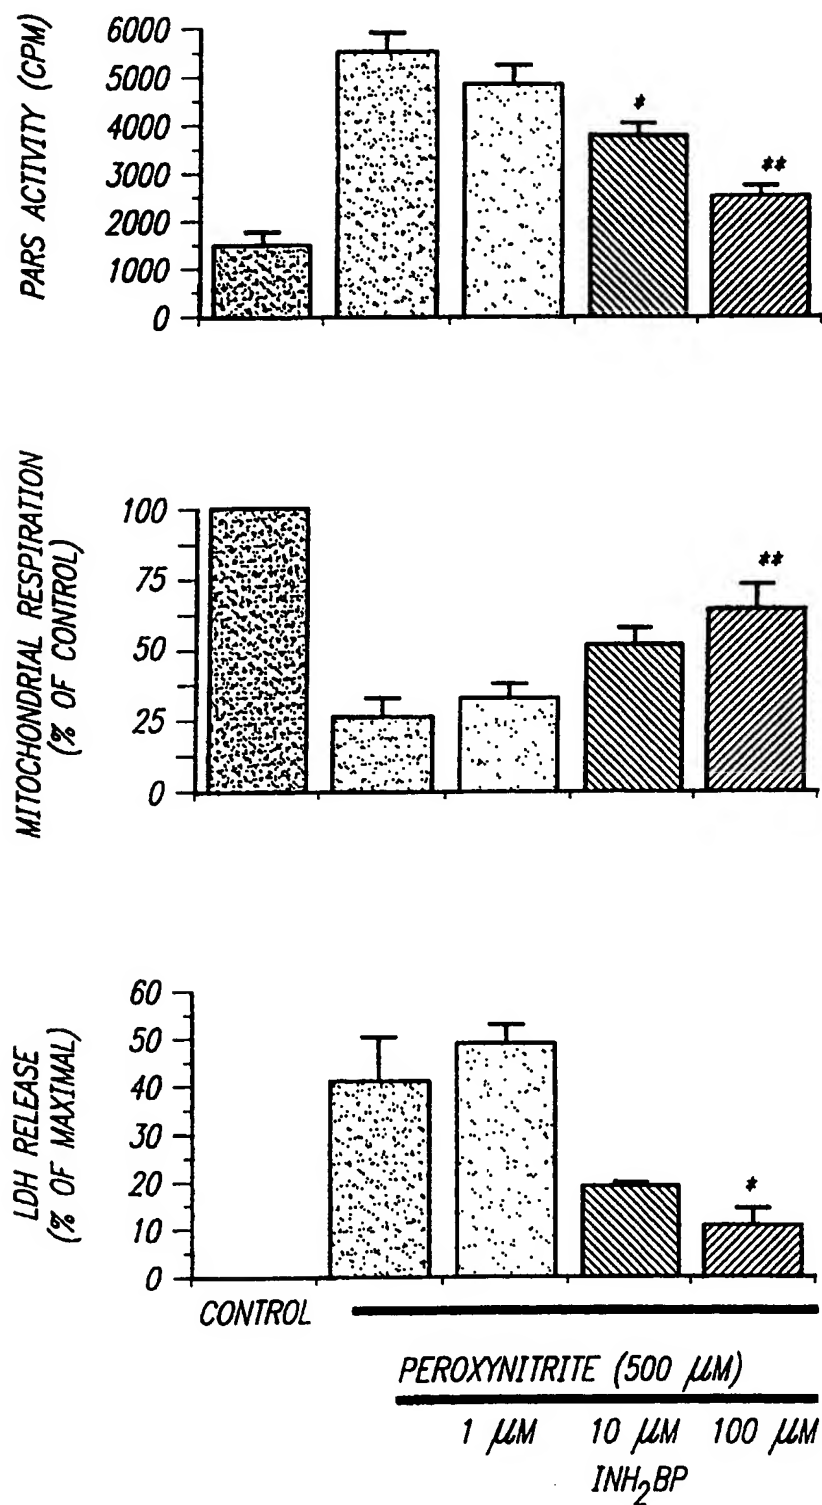 PARS ACTIVITY (CPM)
6000
5000
4000
3000
2000
1000
0
*
**
MITOCHONDRIAL RESPIRATION
(% OF CONTROL)
100
75
50
25
0
**
LDH RELEASE
(% OF MAXIMAL)
60
50
40
30
20
10
0
*
CONTROL
PEROXYNITRITE (500 μM)
1 μM 10 μM 100 μM
INH₂BP